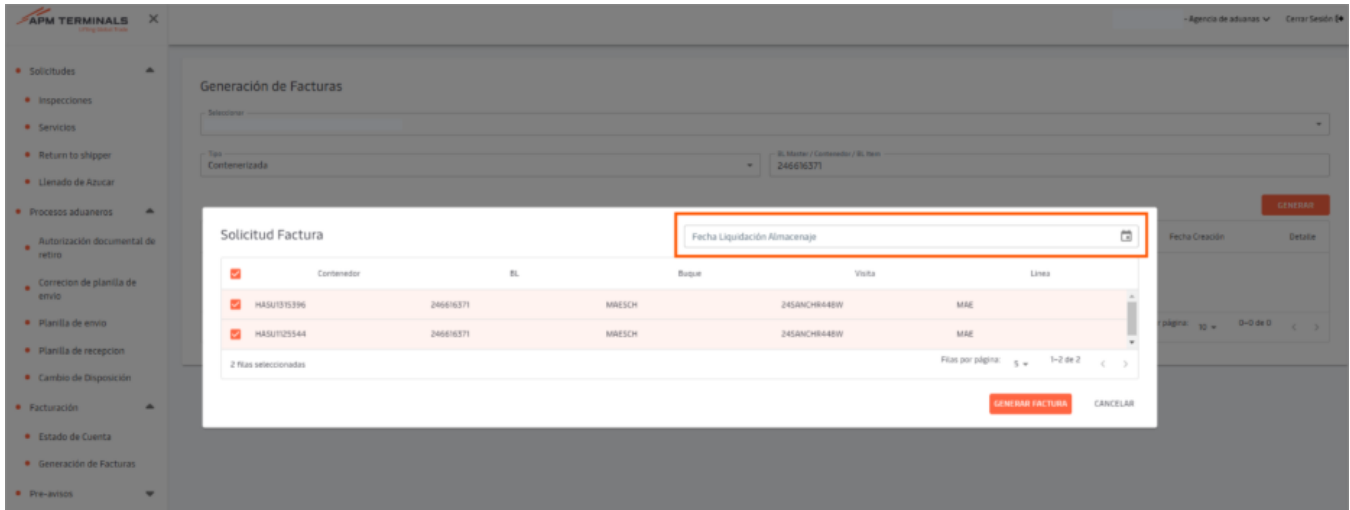 APM TERMINALS
Lifting Global Trade
- Agencia de aduanas
Cerrar Sesión
Solicitudes
Inspecciones
Servicios
Return to shipper
Llenado de Azucar
Procesos aduaneros
Autorización documental de
retiro
Correcion de planilla de
envio
Planilla de envio
Planilla de recepcion
Cambio de Disposición
Facturación
Estado de Cuenta
Generación de Facturas
Pre-avisos
Generación de Facturas
Seleccionar
Tipo
Contenerizada
BL Master / Contenedor / BL Item
246616371
GENERAR
Fecha Creación
Detalle
página: 10 0-0 de 0
Solicitud Factura
Fecha Liquidación Almacenaje
Contenedor BL Buque Visita Linea
HASU1315396 246616371 MAESCH 24SANCHR448W MAE
HASU1125544 246616371 MAESCH 24SANCHR448W MAE
2 filas seleccionadas
Filas por página: 5 1-2 de 2
GENERAR FACTURA
CANCELAR